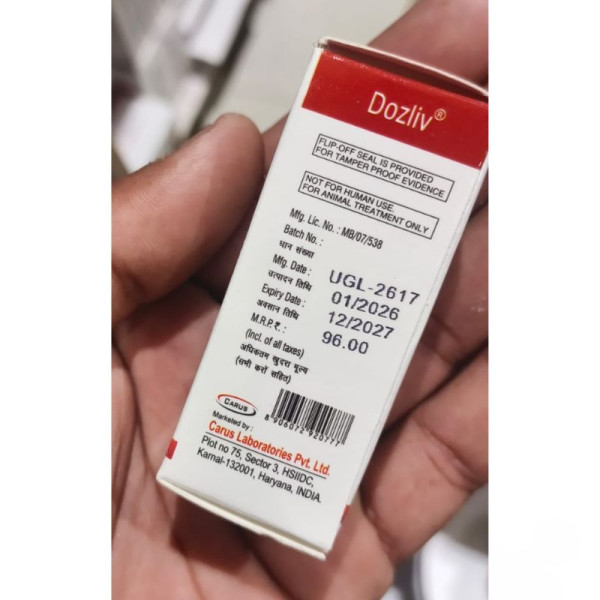 Dozliv®
FLIP-OFF SEAL IS PROVIDED
FOR TAMPER PROOF EVIDENCE
NOT FOR HUMAN USE.
FOR ANIMAL TREATMENT ONLY
Mfg. Lic. No. : MB/07/538
Batch No. :
घान संख्या
UGL-2617
Mfg. Date :
उत्पादन तिथि
01/2026
Expiry Date :
अवसान तिथि
12/2027
M.R.P.₹. :
96.00
(Incl. of all taxes)
अधिकतम खुदरा मूल्य
(सभी करों सहित)
CARUS
8 906072 920777
Marketed by :
Carus Laboratories Pvt. Ltd.
Plot no 75, Sector 3, HSIIDC,
Karnal-132001, Haryana, INDIA.